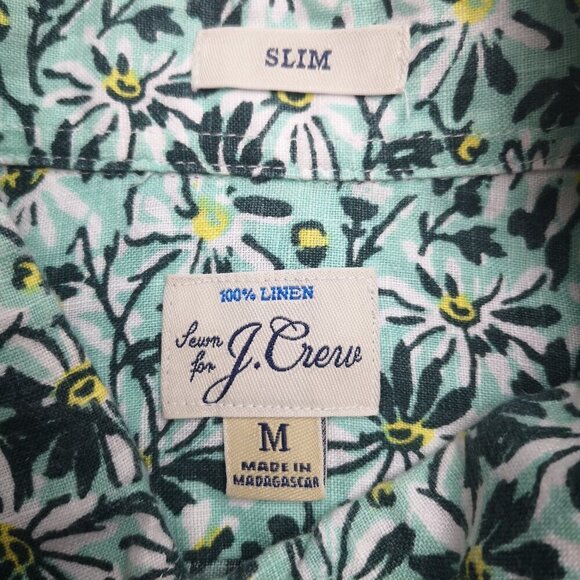 SLIM
100% LINEN
Sewn
for J.Crew
M
MADE IN
MADAGASCAR